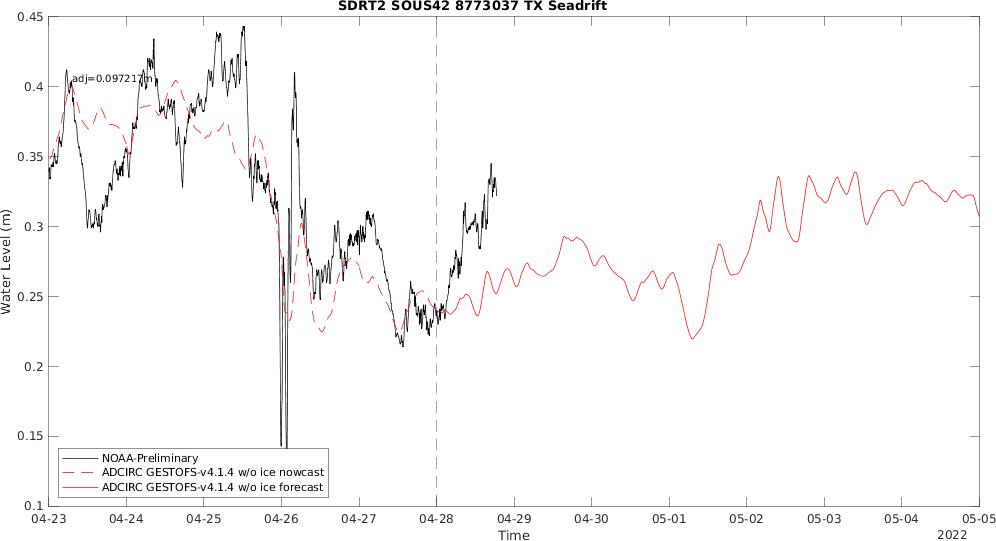 SDRT2 SOUS42 8773037 TX Seadrift
0.45
0.4
0.35
0.3
0.25
0.2
0.15
0.1
Water Level (m)
adj=0.097217m
NOAA-Preliminary
ADCIRC GESTOFS-v4.1.4 w/o ice nowcast
ADCIRC GESTOFS-v4.1.4 w/o ice forecast
04-23 04-24 04-25 04-26 04-27 04-28 04-29 04-30 05-01 05-02 05-03 05-04 05-05
Time
2022